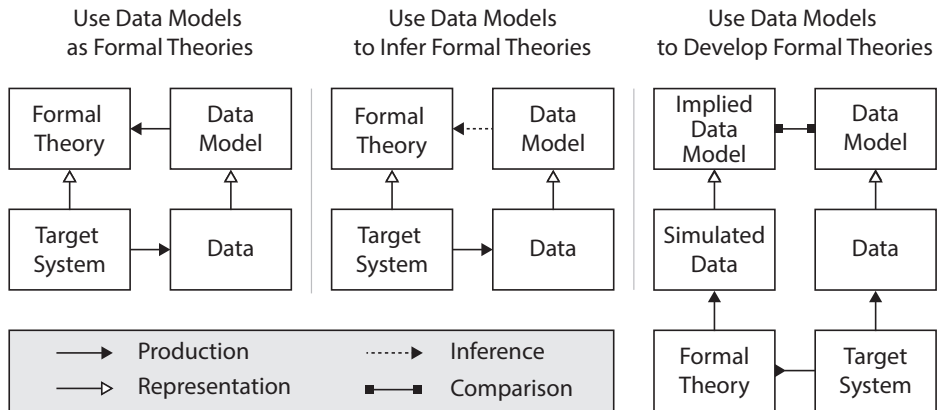 Use Data Models
as Formal Theories
Formal
Theory
Data
Model
Target
System
Data
Use Data Models
to Infer Formal Theories
Formal
Theory
Data
Model
Target
System
Data
Use Data Models
to Develop Formal Theories
Implied
Data
Model
Data
Model
Simulated
Data
Data
Formal
Theory
Target
System
Production
Inference
Representation
Comparison